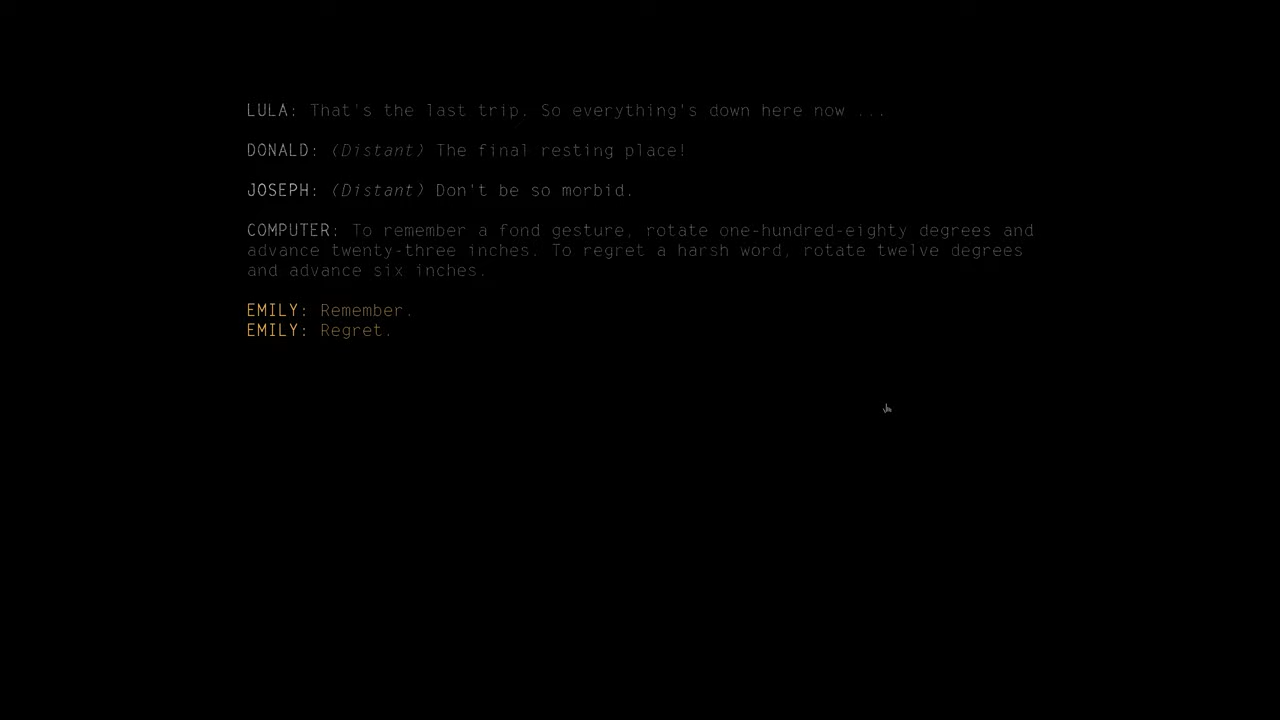 LULA: That's the last trip. So everything's down here now ...
DONALD: (Distant) The final resting place!
JOSEPH: (Distant) Don't be so morbid.
COMPUTER: To remember a fond gesture, rotate one-hundred-eighty degrees and
advance twenty-three inches. To regret a harsh word, rotate twelve degrees
and advance six inches.
EMILY: Remember.
EMILY: Regret.